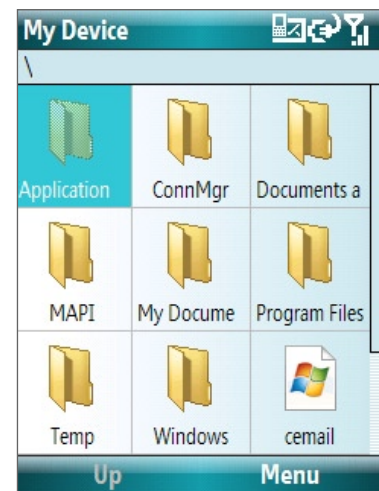 My Device
\
Application ConnMgr Documents a
MAPI My Docume Program Files
Temp Windows cemail
Up Menu